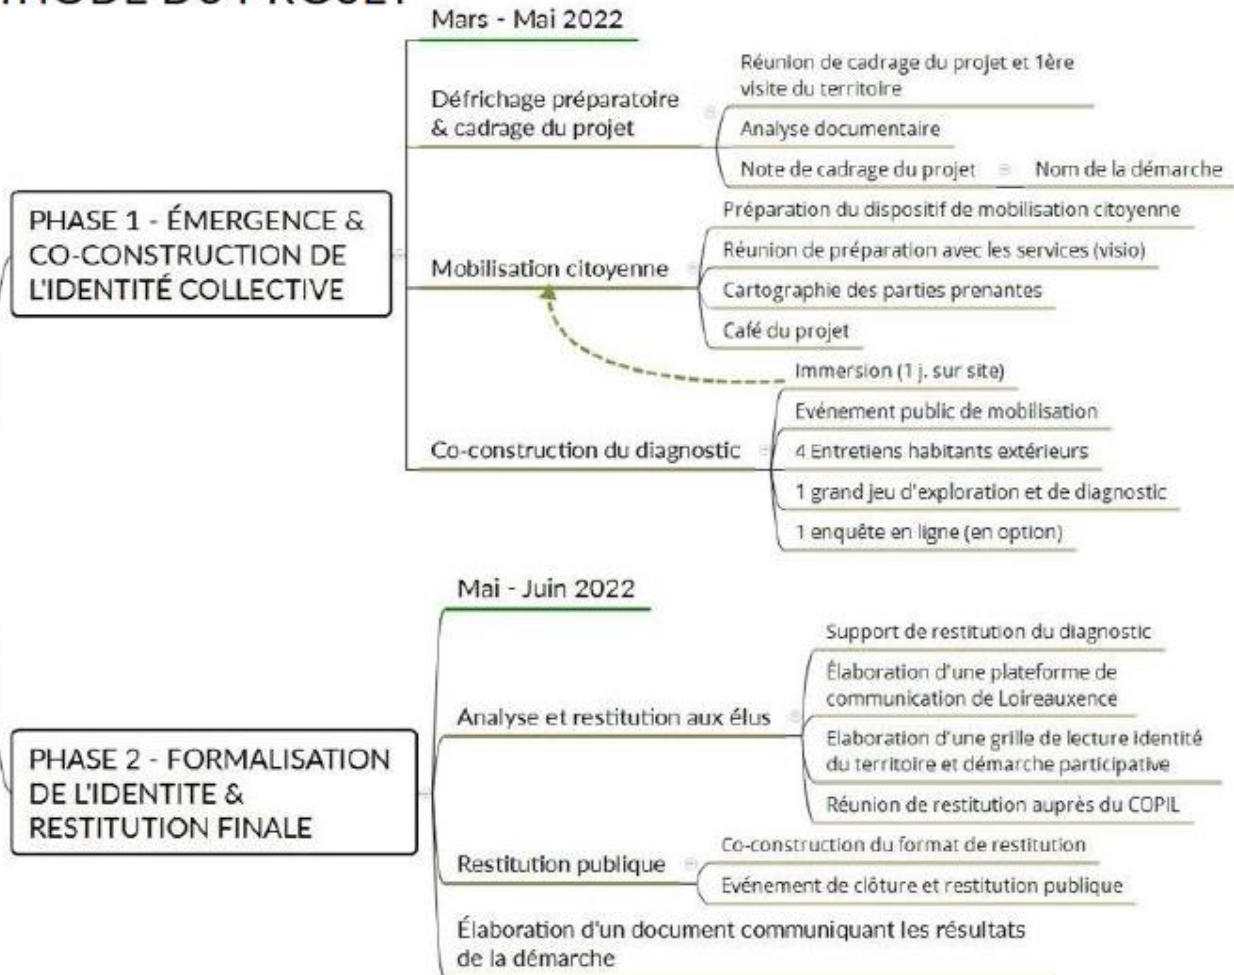 Mars - Mai 2022
Défrichage préparatoire
& cadrage du projet
Réunion de cadrage du projet et 1ère
visite du territoire
Analyse documentaire
Note de cadrage du projet
Nom de la démarche
PHASE 1 - ÉMERGENCE &
CO-CONSTRUCTION DE
L'IDENTITÉ COLLECTIVE
Mobilisation citoyenne
Préparation du dispositif de mobilisation citoyenne
Réunion de préparation avec les services (visio)
Cartographie des parties prenantes
Café du projet
Co-construction du diagnostic
Immersion (1 j. sur site)
Evénement public de mobilisation
4 Entretiens habitants extérieurs
1 grand jeu d'exploration et de diagnostic
1 enquête en ligne (en option)
Mai - Juin 2022
PHASE 2 - FORMALISATION
DE L'IDENTITE &
RESTITUTION FINALE
Analyse et restitution aux élus
Support de restitution du diagnostic
Élaboration d'une plateforme de
communication de Loireauxence
Elaboration d'une grille de lecture identité
du territoire et démarche participative
Réunion de restitution auprès du COPIL
Restitution publique
Co-construction du format de restitution
Evénement de clôture et restitution publique
Élaboration d'un document communiquant les résultats
de la démarche